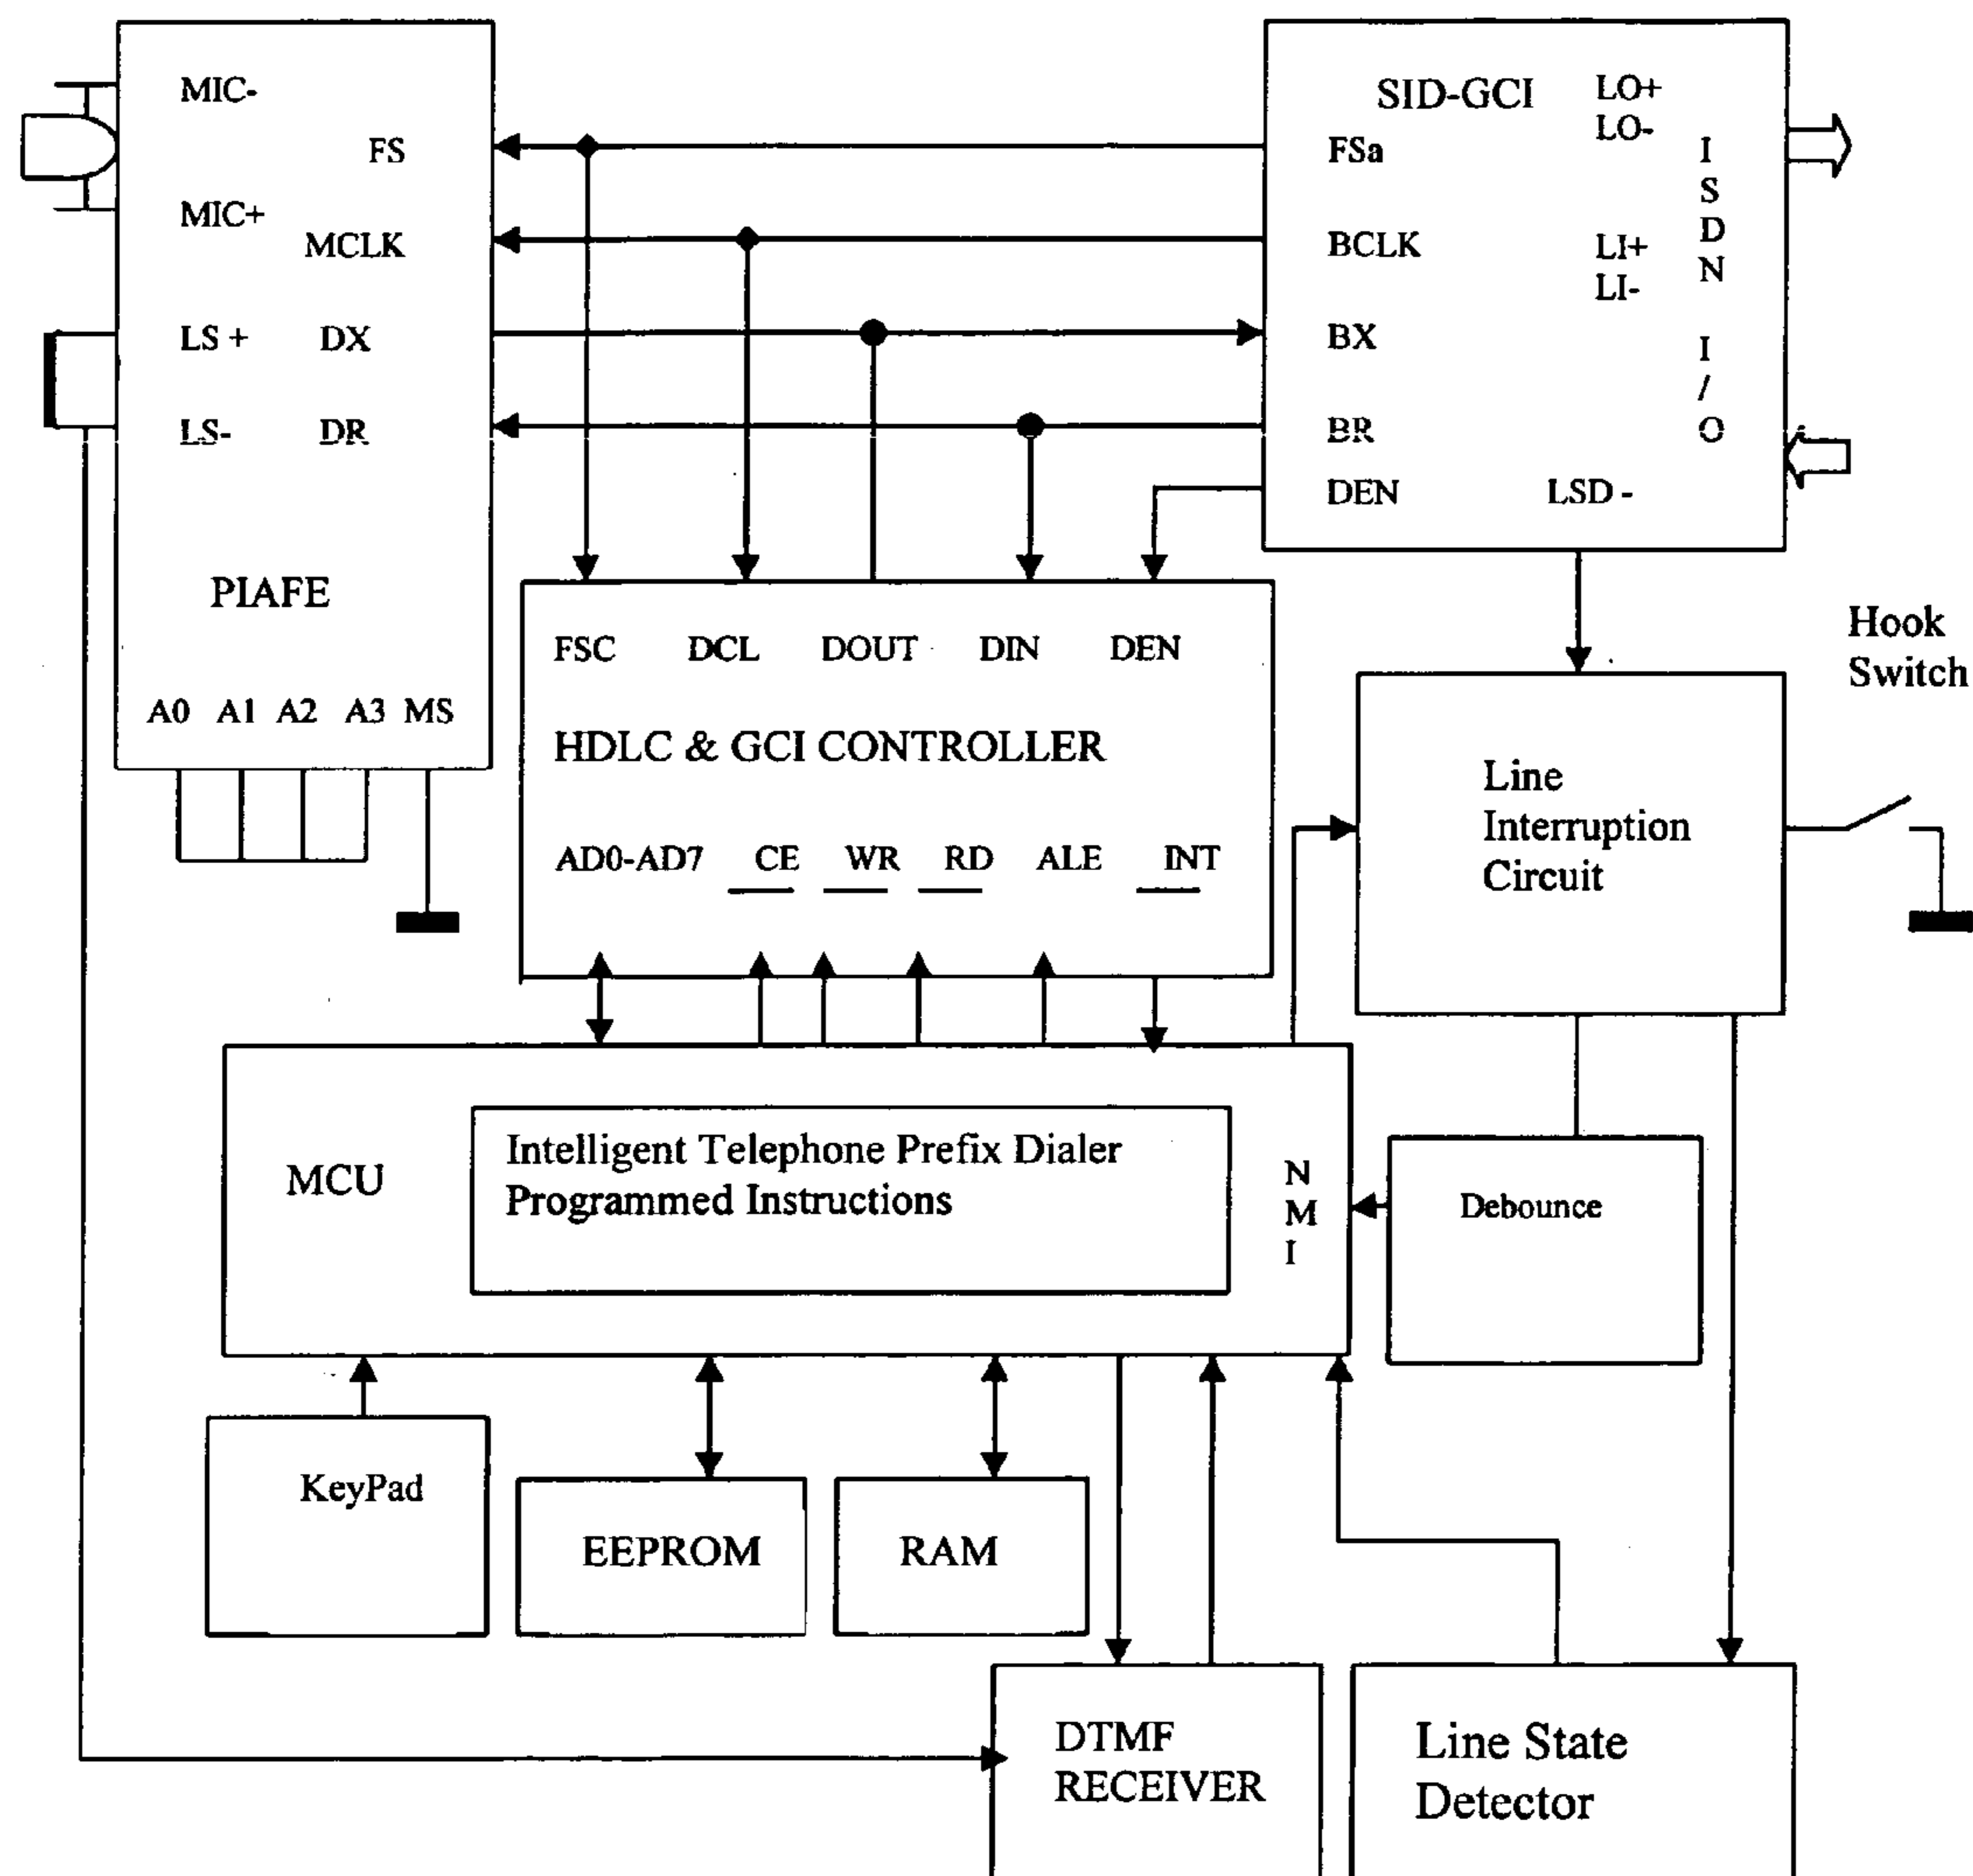 MIC-
FS
MIC+
MCLK
LS + DX
LS- DR
PIAFE
A0 A1 A2 A3 MS
SID-GCI
LO+
LO-
FSa
BCLK
LI+
LI-
BX
BR
DEN
LSD -
I
S
D
N
I
/
O
FSC DCL DOUT DIN DEN
HDLC & GCI CONTROLLER
AD0-AD7 CE WR RD ALE INT
Hook
Switch
Line
Interruption
Circuit
MCU
Intelligent Telephone Prefix Dialer
Programmed Instructions
N
M
I
Debounce
KeyPad
EEPROM
RAM
DTMF
RECEIVER
Line State
Detector